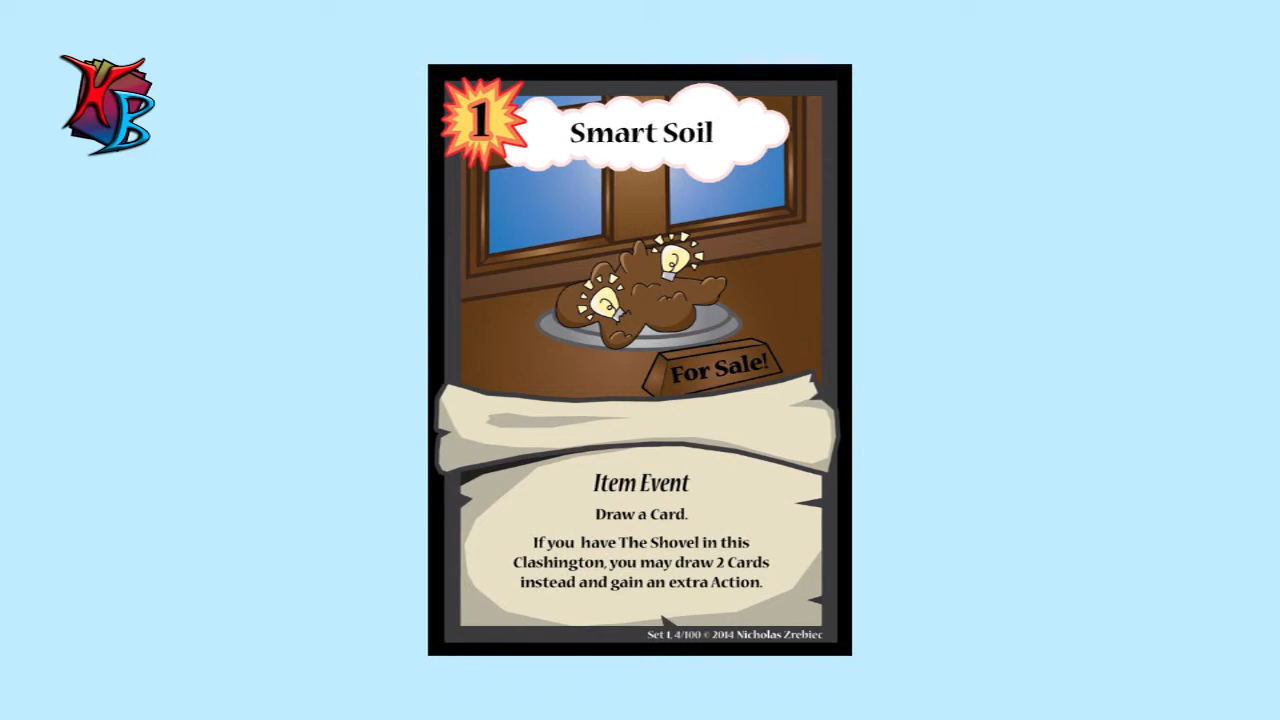 KB
1
Smart Soil
For Sale!
Item Event
Draw a Card.
If you have The Shovel in this
Clashington, you may draw 2 Cards
instead and gain an extra Action.
Set 1, 4/100 © 2014 Nicholas Zrebiec